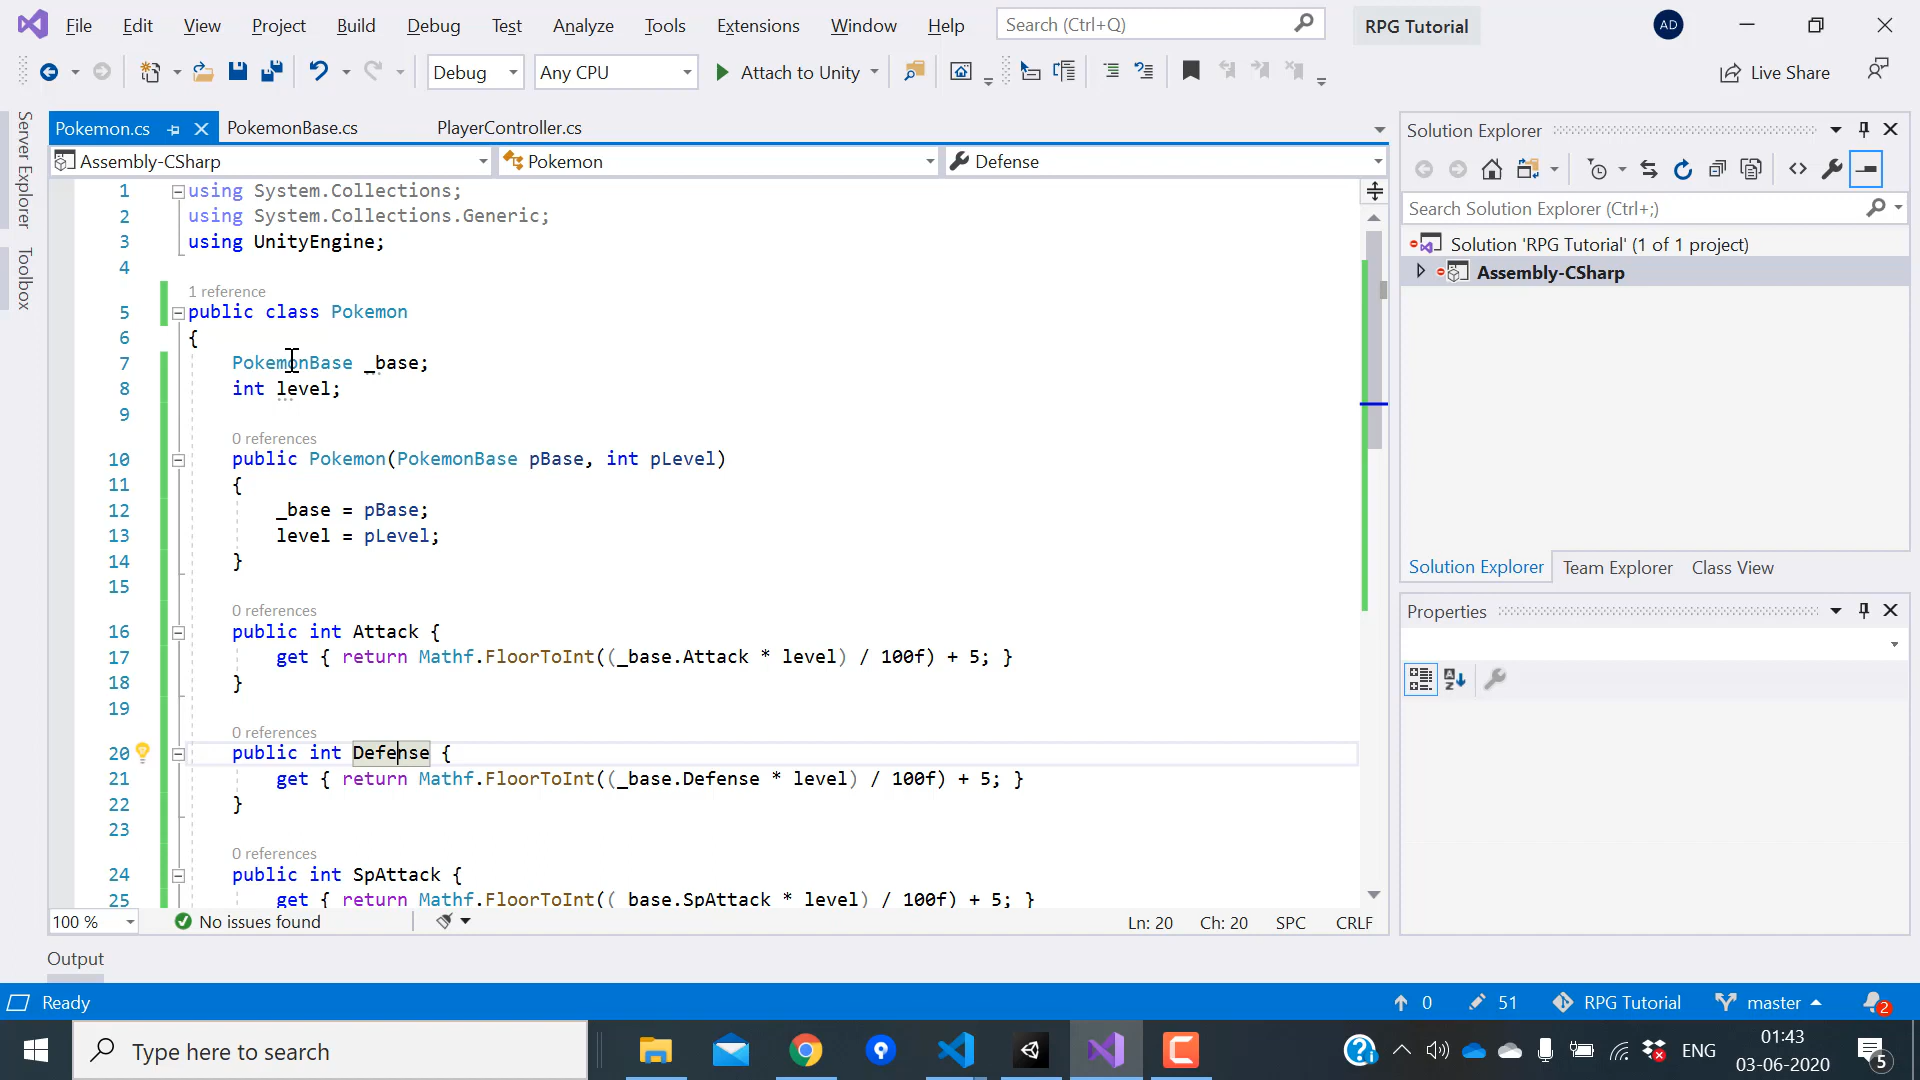 File Edit View Project Build Debug Test Analyze Tools Extensions Window Help Search (Ctrl+Q) RPG Tutorial AD
Debug Any CPU Attach to Unity Live Share
Server Explorer
Toolbox
Pokemon.cs PokemonBase.cs PlayerController.cs
Assembly-CSharp Pokemon Defense
1 using System.Collections;
2 using System.Collections.Generic;
3 using UnityEngine;
4
1 reference
5 public class Pokemon
6 {
7 PokemonBase _base;
8 int level;
9
0 references
10 public Pokemon(PokemonBase pBase, int pLevel)
11 {
12 _base = pBase;
13 level = pLevel;
14 }
15
0 references
16 public int Attack {
17 get { return Mathf.FloorToInt((_base.Attack * level) / 100f) + 5; }
18 }
19
0 references
20 public int Defense {
21 get { return Mathf.FloorToInt((_base.Defense * level) / 100f) + 5; }
22 }
23
0 references
24 public int SpAttack {
25 get { return Mathf.FloorToInt(( base.SpAttack * level) / 100f) + 5; }
100 % No issues found Ln: 20 Ch: 20 SPC CRLF
Output
Solution Explorer
Search Solution Explorer (Ctrl+;)
Solution 'RPG Tutorial' (1 of 1 project)
Assembly-CSharp
Solution Explorer Team Explorer Class View
Properties
Ready 0 51 RPG Tutorial master 2
Type here to search ENG 01:43
03-06-2020 5